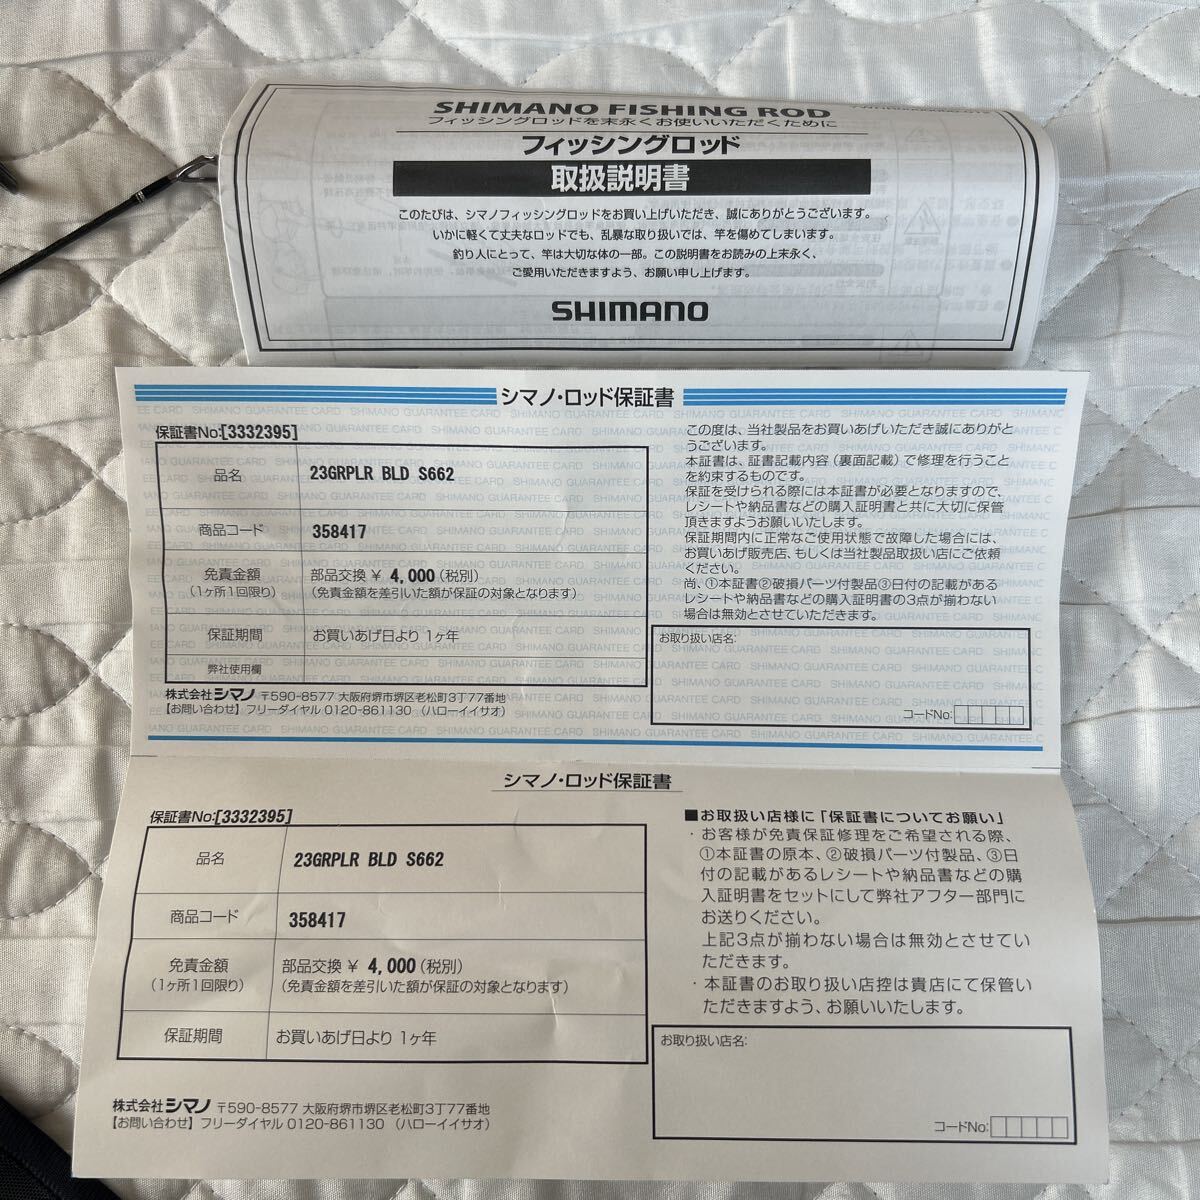 SHIMANO FISHING ROD
フィッシングロッドを末永くお使いいただくために
フィッシングロッド
取扱説明書
このたびは、シマノフィッシングロッドをお買い上げいただき、誠にありがとうございます。
いかに軽くて丈夫なロッドでも、乱暴な取り扱いでは、竿を傷めてしまいます。
釣り人にとって、竿は大切な体の一部。この説明書をお読みの上末永く、
ご愛用いただきますよう、お願い申し上げます。
SHIMANO
シマノ・ロッド保証書
保証書No:[3332395]
品名 23GRPLR BLD S662
商品コード 358417
免責金額 部品交換 ¥ 4,000(税別)
(1ヶ所1回限り) (免責金額を差引いた額が保証の対象となります)
保証期間 お買いあげ日より 1ヶ年
弊社使用欄
株式会社シマノ 〒590-8577 大阪府堺市堺区老松町3丁77番地
【お問い合わせ】フリーダイヤル 0120-861130 (ハローイイサオ)
この度は、当社製品をお買いあげいただき誠にありがと
うございます。
本証書は、証書記載内容(裏面記載)で修理を行うこと
を約束するものです。
保証を受けられる際には本証書が必要となりますので、
レシートや納品書などの購入証明書と共に大切に保管
頂きますようお願いいたします。
保証期間内に正常なご使用状態で故障した場合には、
お買いあげ販売店、もしくは当社製品取扱い店にご依頼
ください。
尚、①本証書②破損パーツ付製品③日付の記載がある
レシートや納品書などの購入証明書の3点が揃わない
場合は無効とさせていただきます。
お取り扱い店名:
コードNo:
シマノ・ロッド保証書
保証書No:[3332395]
品名 23GRPLR BLD S662
商品コード 358417
免責金額 部品交換 ¥ 4,000(税別)
(1ヶ所1回限り) (免責金額を差引いた額が保証の対象となります)
保証期間 お買いあげ日より 1ヶ年
株式会社シマノ 〒590-8577 大阪府堺市堺区老松町3丁77番地
【お問い合わせ】フリーダイヤル 0120-861130 (ハローイイサオ)
■お取扱い店様に「保証書についてお願い」
・お客様が免責保証修理をご希望される際、
①本証書の原本、②破損パーツ付製品、③日
付の記載があるレシートや納品書などの購
入証明書をセットにして弊社アフター部門に
お送りください。
上記3点が揃わない場合は無効とさせてい
ただきます。
・本証書のお取り扱い店控は貴店にて保管い
ただきますよう、お願いいたします。
お取り扱い店名:
コードNo: